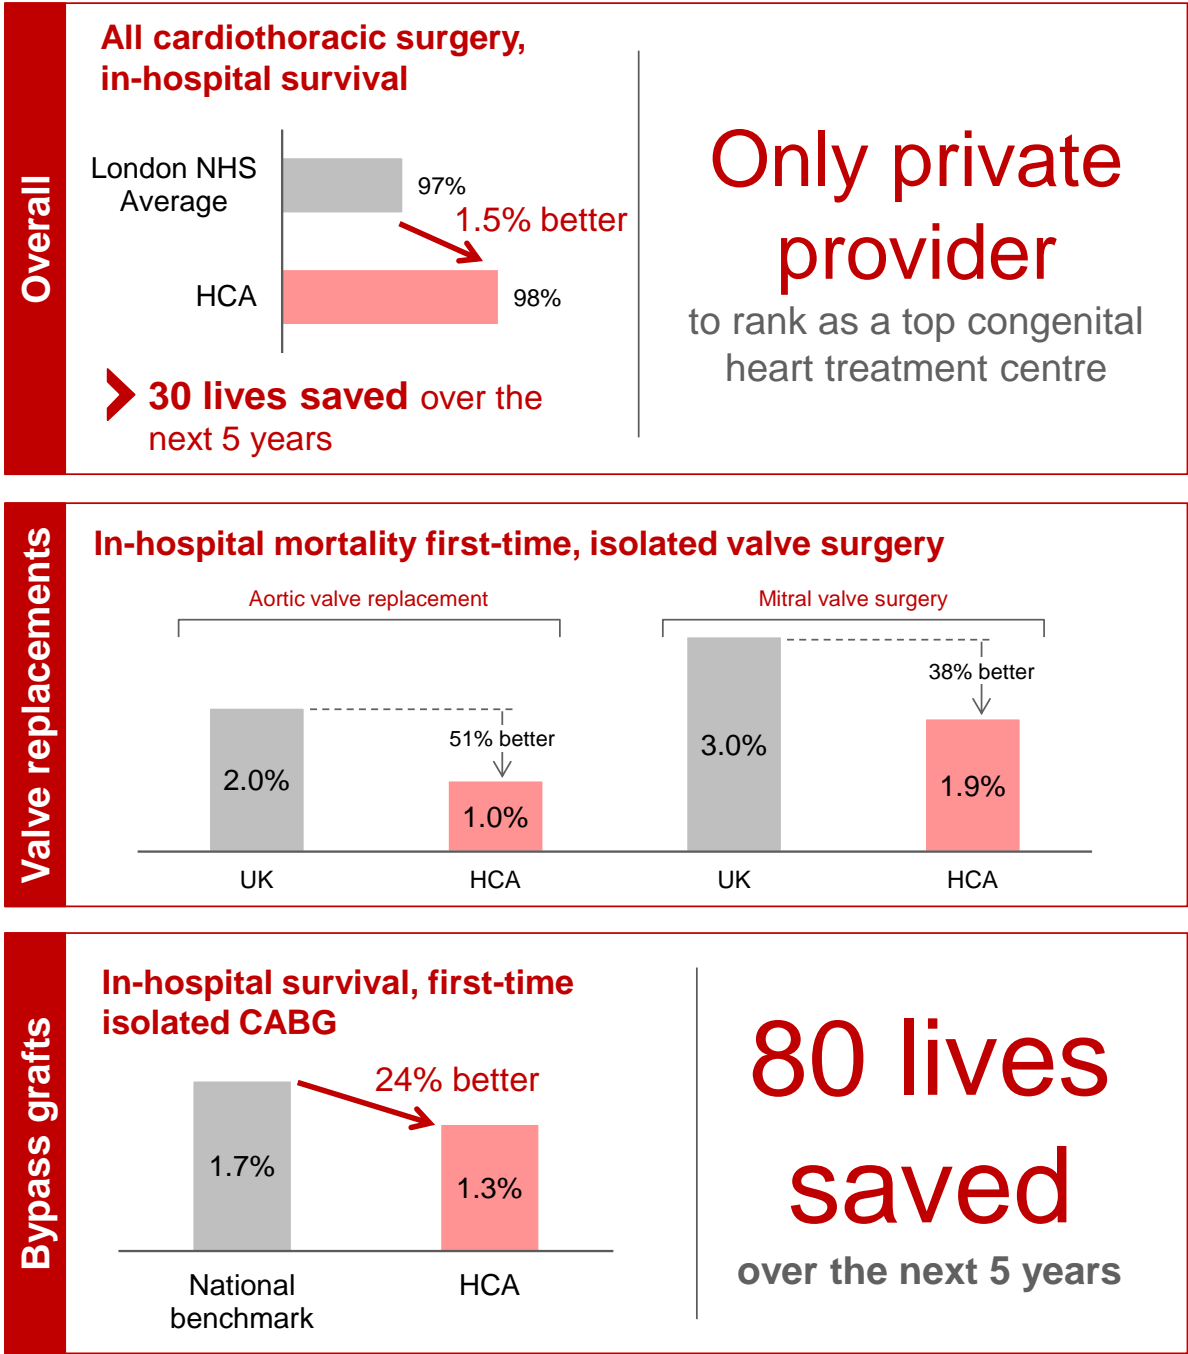 Overall
All cardiothoracic surgery,
in-hospital survival
London NHS
Average
97%
1.5% better
HCA
98%
30 lives saved over the
next 5 years
Only private
provider
to rank as a top congenital
heart treatment centre
Valve replacements
In-hospital mortality first-time, isolated valve surgery
Aortic valve replacement
Mitral valve surgery
2.0%
51% better
1.0%
3.0%
38% better
1.9%
UK
HCA
UK
HCA
Bypass grafts
In-hospital survival, first-time
isolated CABG
24% better
1.7%
1.3%
National
benchmark
HCA
80 lives
saved
over the next 5 years